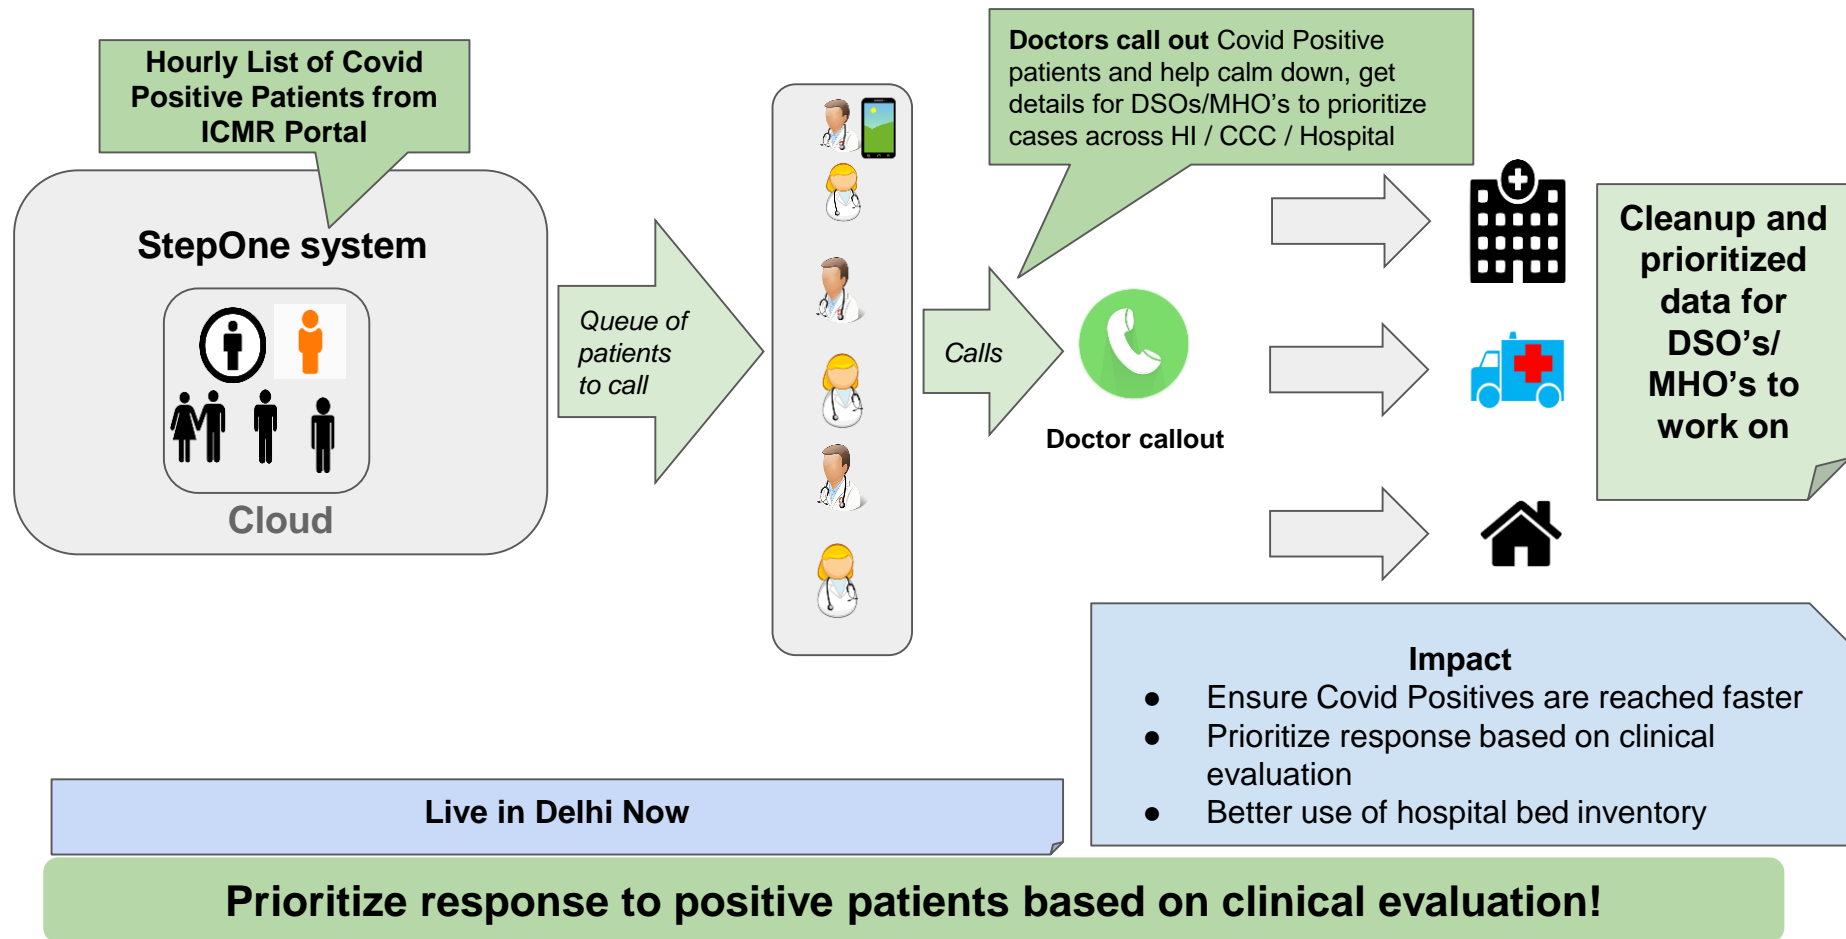 Hourly List of Covid
Positive Patients from
ICMR Portal
StepOne system
Cloud
Queue of
patients
to call
Calls
Doctors call out Covid Positive
patients and help calm down, get
details for DSOs/MHO’s to prioritize
cases across HI / CCC / Hospital
Doctor callout
Cleanup and
prioritized
data for
DSO’s/
MHO’s to
work on
Impact
● Ensure Covid Positives are reached faster
● Prioritize response based on clinical
evaluation
● Better use of hospital bed inventory
Live in Delhi Now
Prioritize response to positive patients based on clinical evaluation!